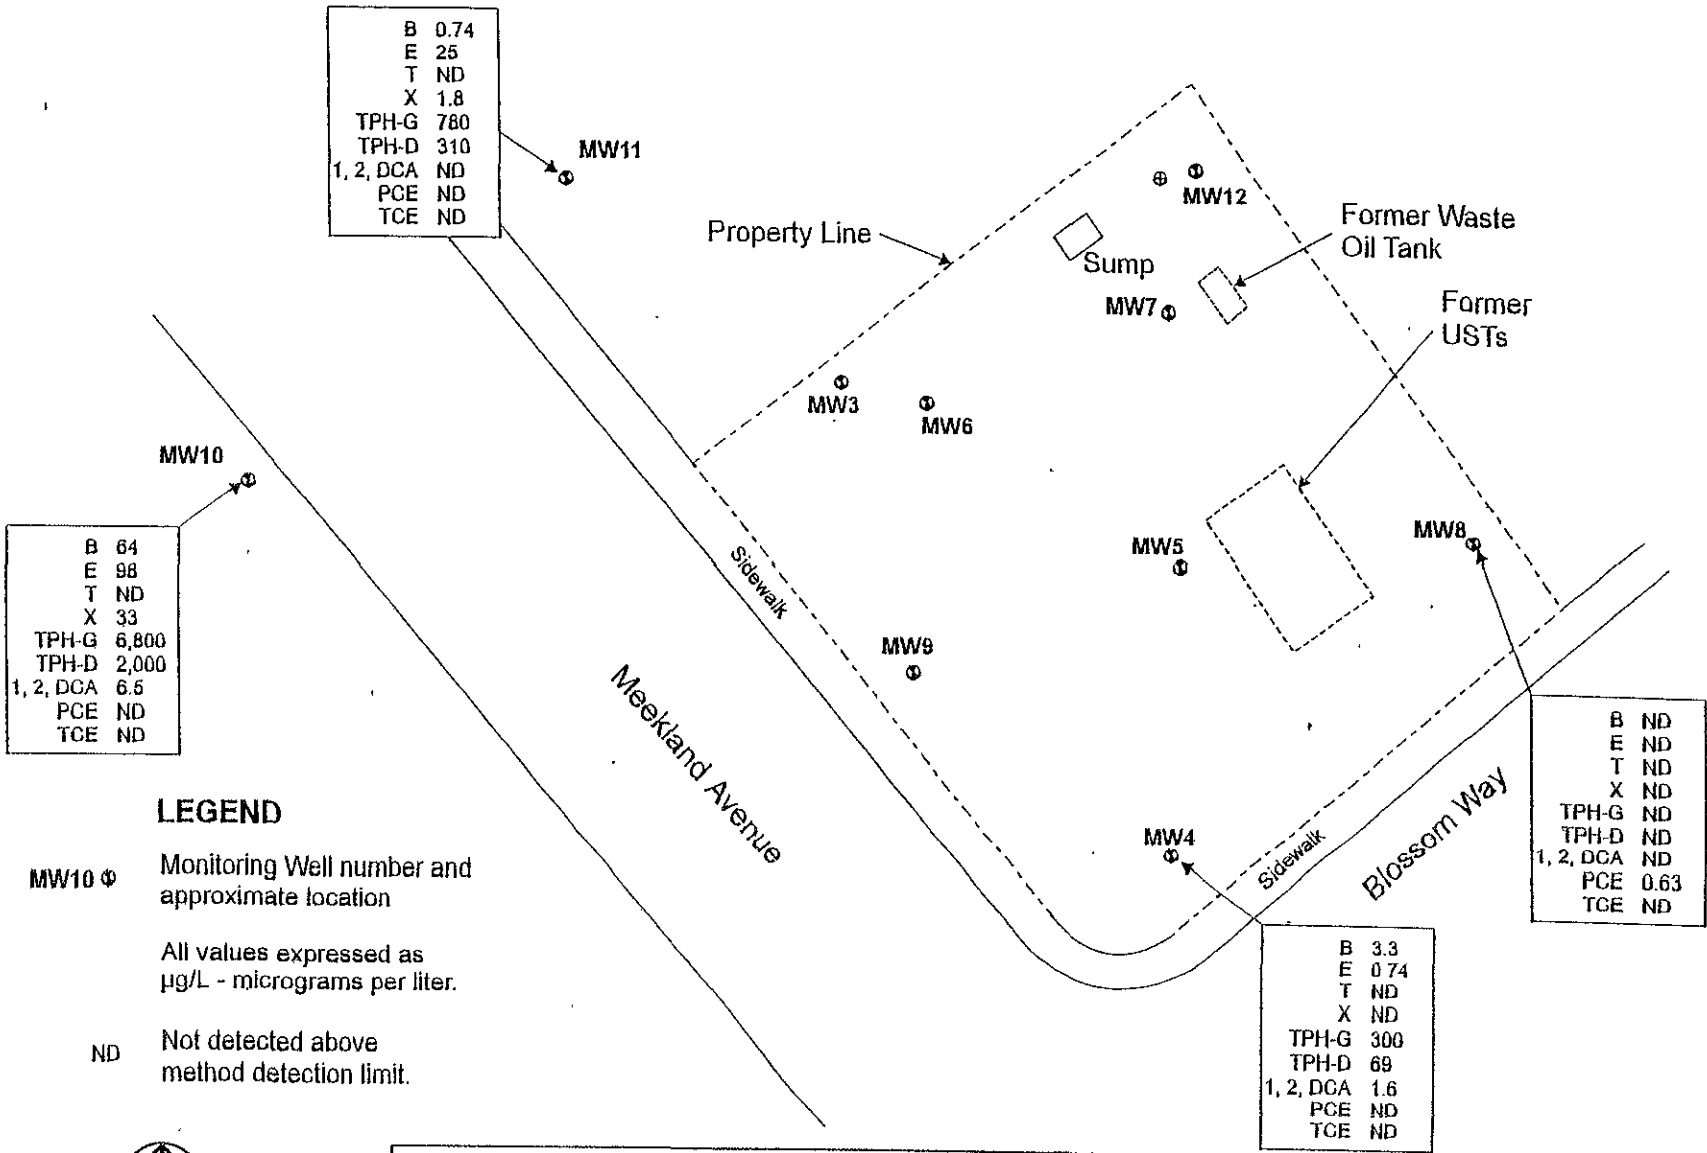 B 0.74
E 25
T ND
X 1.8
TPH-G 780
TPH-D 310
1, 2, DCA ND
PCE ND
TCE ND
MW11
MW12
Property Line
Former Waste
Oil Tank
Sump
MW7
Former
USTs
MW3
MW6
MW10
B 64
E 98
T ND
X 33
TPH-G 6,800
TPH-D 2,000
1, 2, DCA 6.5
PCE ND
TCE ND
MW8
MW5
Sidewalk
MW9
Meekland Avenue
B ND
E ND
T ND
X ND
TPH-G ND
TPH-D ND
1, 2, DCA ND
PCE 0.63
TCE ND
MW4
Sidewalk
Blossom Way
B 3.3
E 0 74
T ND
X ND
TPH-G 300
TPH-D 69
1, 2, DCA 1.6
PCE ND
TCE ND
LEGEND
MW10 Monitoring Well number and
approximate location
All values expressed as
µg/L - micrograms per liter.
ND Not detected above
method detection limit.